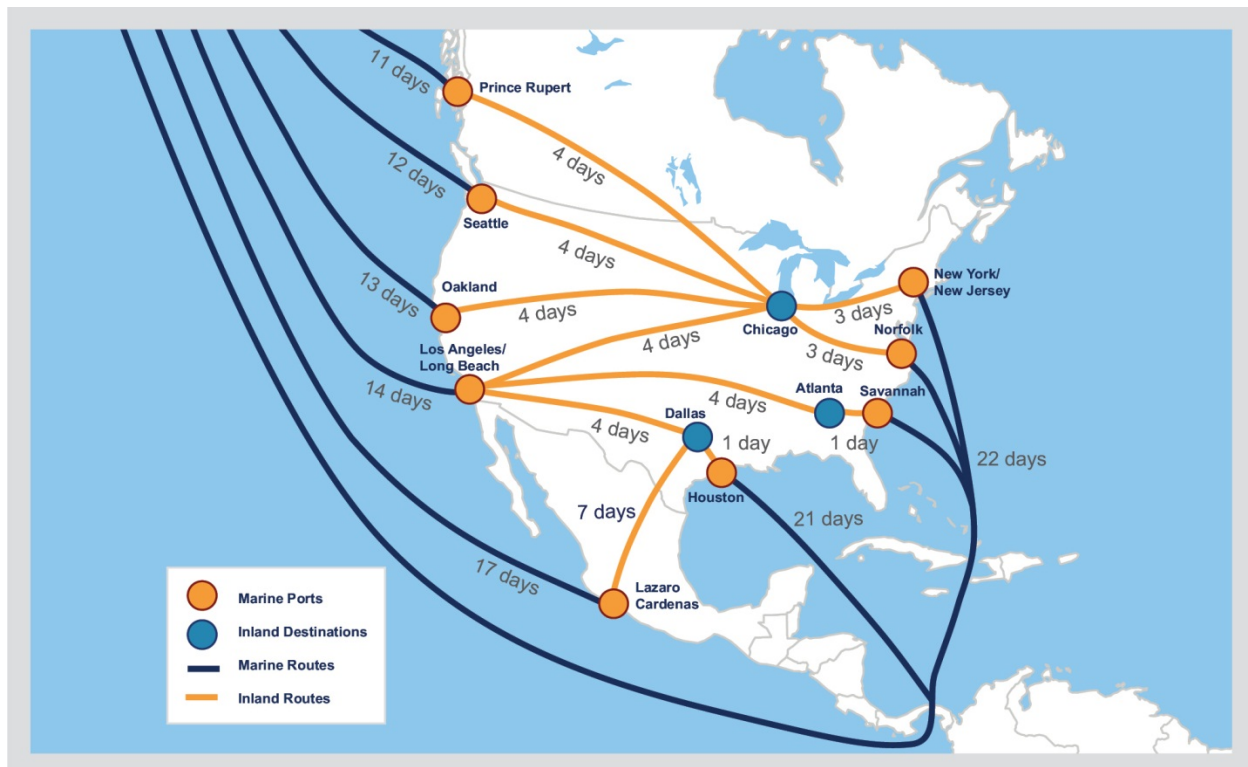 11 days
Prince Rupert
4 days
12 days
Seattle
4 days
13 days
Oakland
4 days
Chicago
3 days
New York/
New Jersey
3 days
Norfolk
Los Angeles/
Long Beach
14 days
4 days
4 days
Atlanta
Savannah
4 days
Dallas
1 day
1 day
Houston
22 days
21 days
7 days
17 days
Lazaro
Cardenas
Marine Ports
Inland Destinations
Marine Routes
Inland Routes